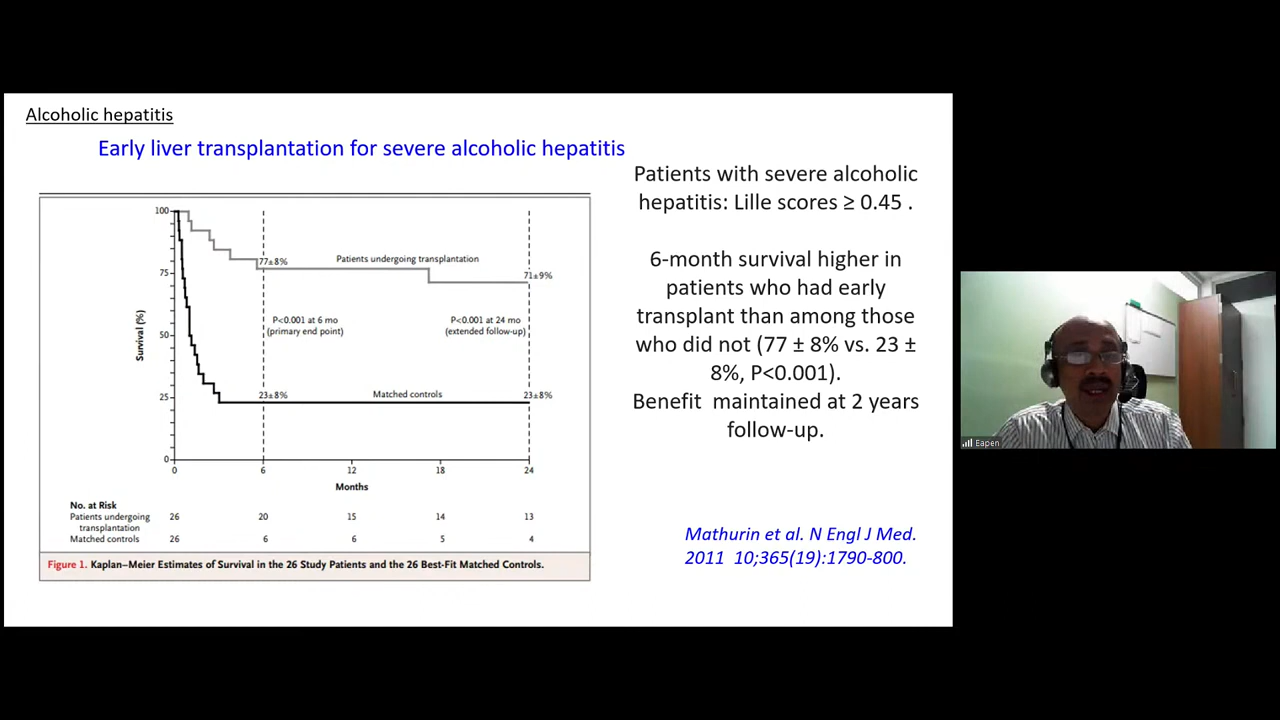 Alcoholic hepatitis
Early liver transplantation for severe alcoholic hepatitis
100
75
50
25
0
Survival (%)
77±8%
Patients undergoing transplantation
71±9%
P<0.001 at 6 mo
(primary end point)
P<0.001 at 24 mo
(extended follow-up)
23±8%
Matched controls
23±8%
0 6 12 18 24
Months
No. at Risk
Patients undergoing
transplantation
26 20 15 14 13
Matched controls 26 6 6 5 4
Figure 1. Kaplan–Meier Estimates of Survival in the 26 Study Patients and the 26 Best-Fit Matched Controls.
Patients with severe alcoholic
hepatitis: Lille scores ≥ 0.45 .
6-month survival higher in
patients who had early
transplant than among those
who did not (77 ± 8% vs. 23 ±
8%, P<0.001).
Benefit maintained at 2 years
follow-up.
Mathurin et al. N Engl J Med.
2011 10;365(19):1790-800.
Eapen